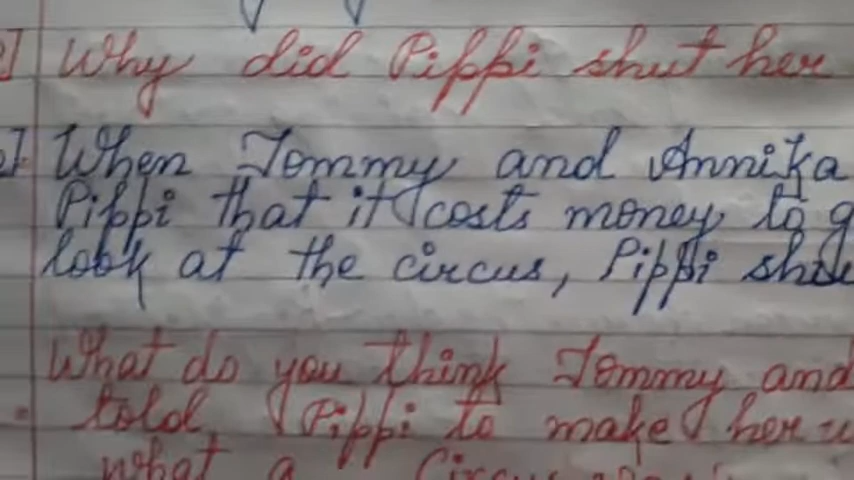 Why did Pippi shut her
When Tommy and Annika
Pippi that it costs money to g
look at the circus, Pippi shu
What do you think Tommy and
told Pippi to make her u
what a Circus